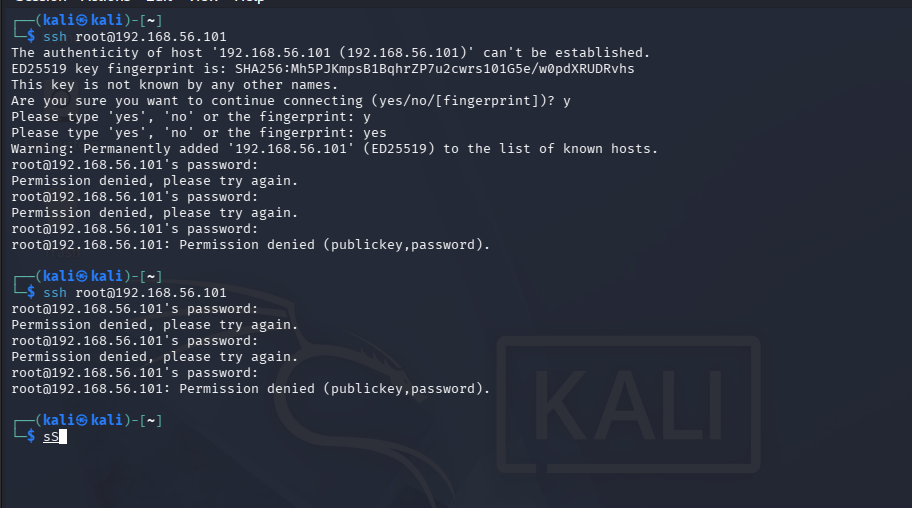 ┌──(kali㉿kali)-[~]
└─$ ssh root@192.168.56.101
The authenticity of host '192.168.56.101 (192.168.56.101)' can't be established.
ED25519 key fingerprint is: SHA256:Mh5PJKmpsB1BqhrZP7u2cwrs101G5e/w0pdXRUDRvhs
This key is not known by any other names.
Are you sure you want to continue connecting (yes/no/[fingerprint])? y
Please type 'yes', 'no' or the fingerprint: y
Please type 'yes', 'no' or the fingerprint: yes
Warning: Permanently added '192.168.56.101' (ED25519) to the list of known hosts.
root@192.168.56.101's password:
Permission denied, please try again.
root@192.168.56.101's password:
Permission denied, please try again.
root@192.168.56.101's password:
root@192.168.56.101: Permission denied (publickey,password).
┌──(kali㉿kali)-[~]
└─$ ssh root@192.168.56.101
root@192.168.56.101's password:
Permission denied, please try again.
root@192.168.56.101's password:
Permission denied, please try again.
root@192.168.56.101's password:
root@192.168.56.101: Permission denied (publickey,password).
┌──(kali㉿kali)-[~]
└─$ sS
KALI